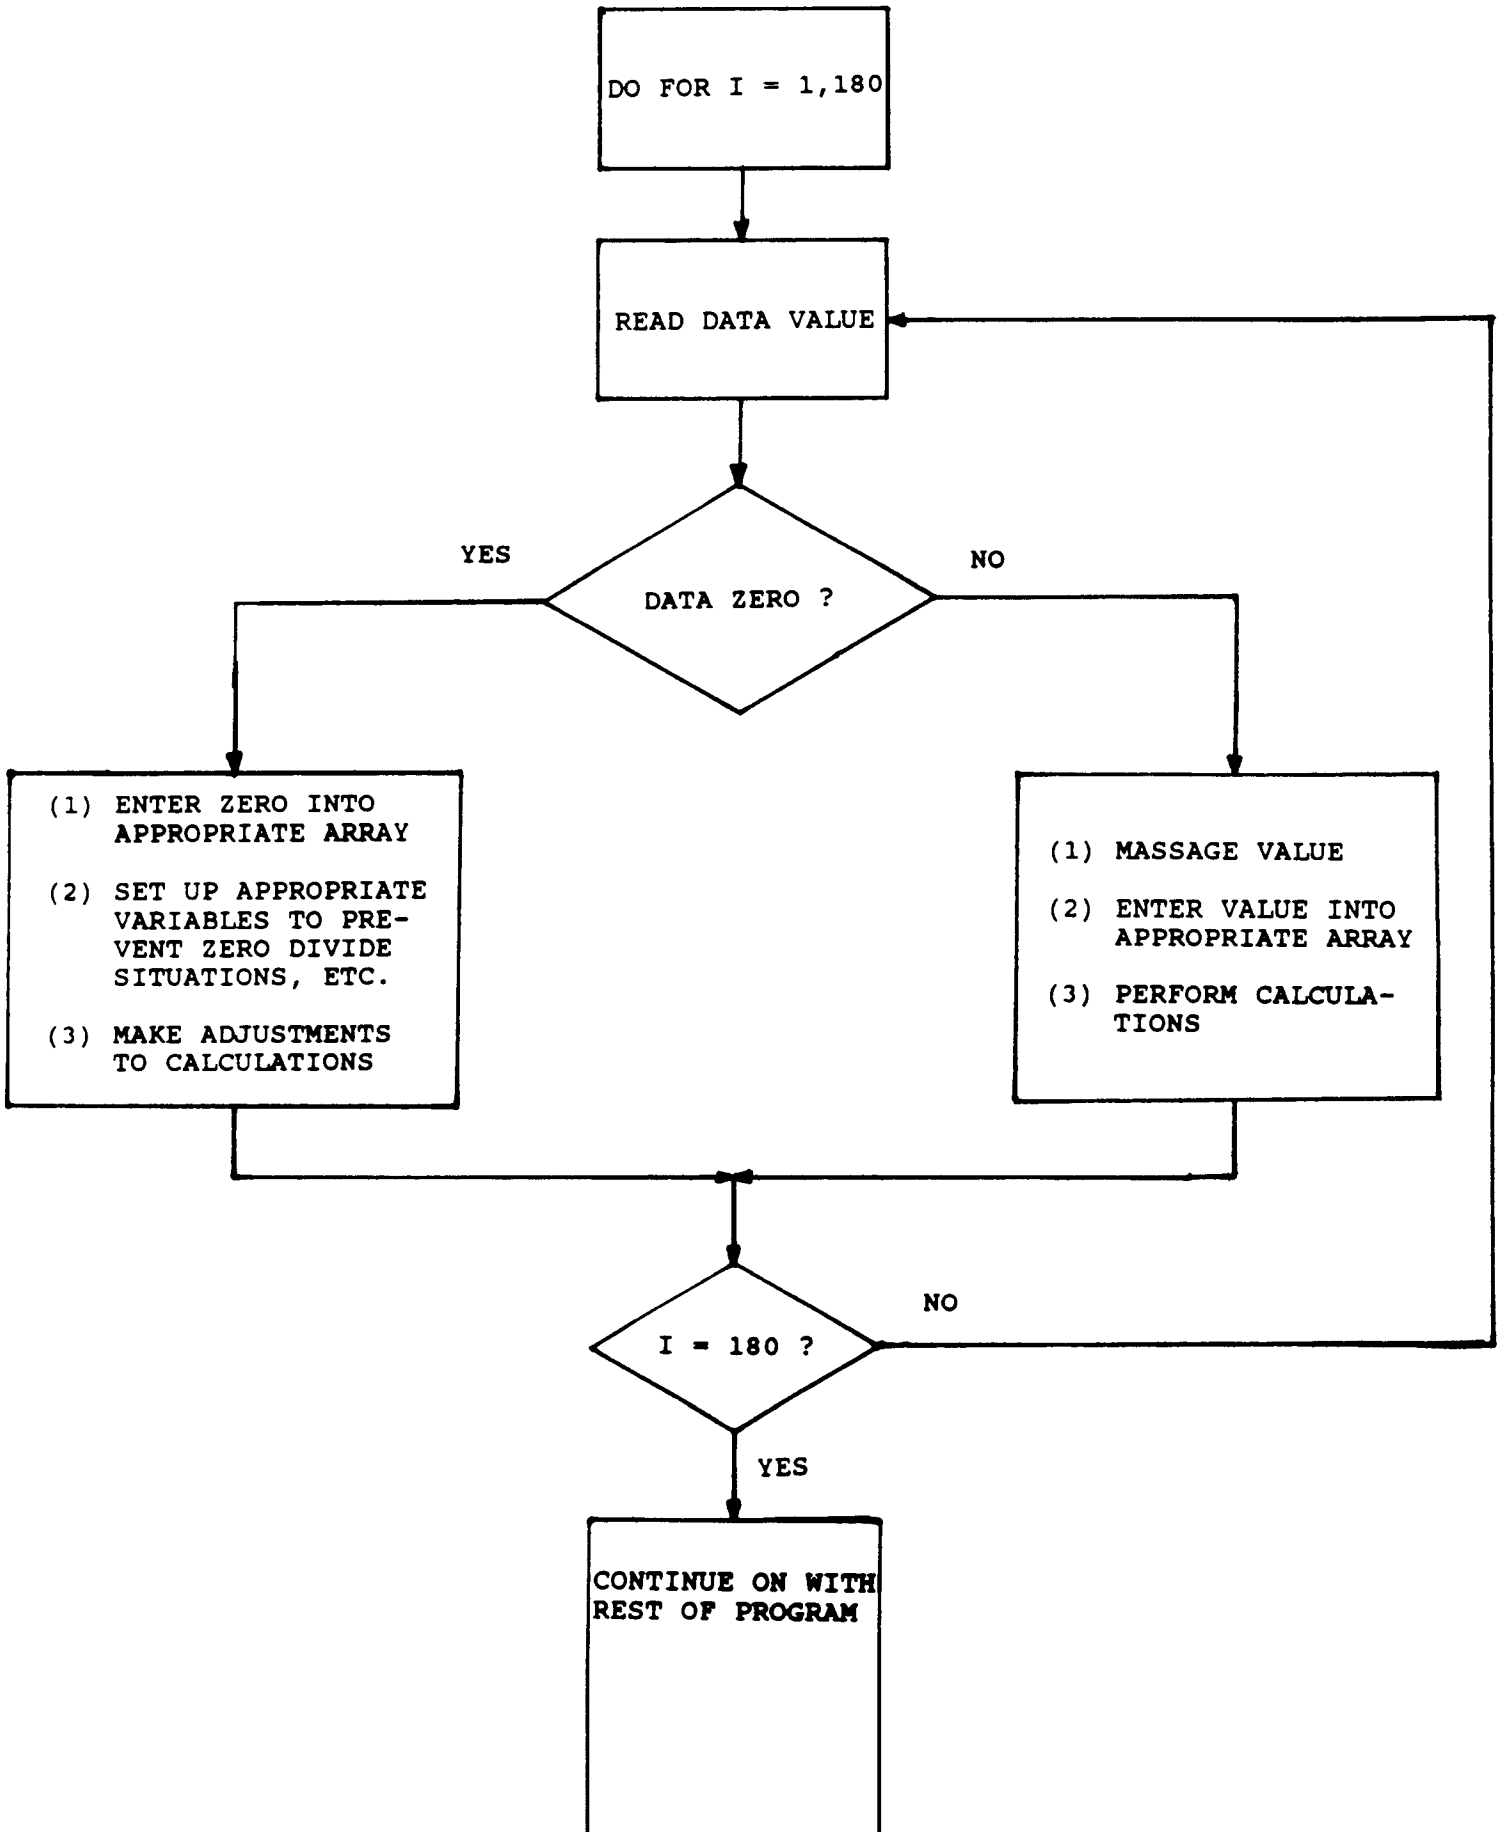 DO FOR I = 1,180
READ DATA VALUE
YES
NO
DATA ZERO ?
(1) ENTER ZERO INTO
APPROPRIATE ARRAY
(2) SET UP APPROPRIATE
VARIABLES TO PRE-
VENT ZERO DIVIDE
SITUATIONS, ETC.
(3) MAKE ADJUSTMENTS
TO CALCULATIONS
(1) MASSAGE VALUE
(2) ENTER VALUE INTO
APPROPRIATE ARRAY
(3) PERFORM CALCULA-
TIONS
NO
I = 180 ?
YES
CONTINUE ON WITH
REST OF PROGRAM